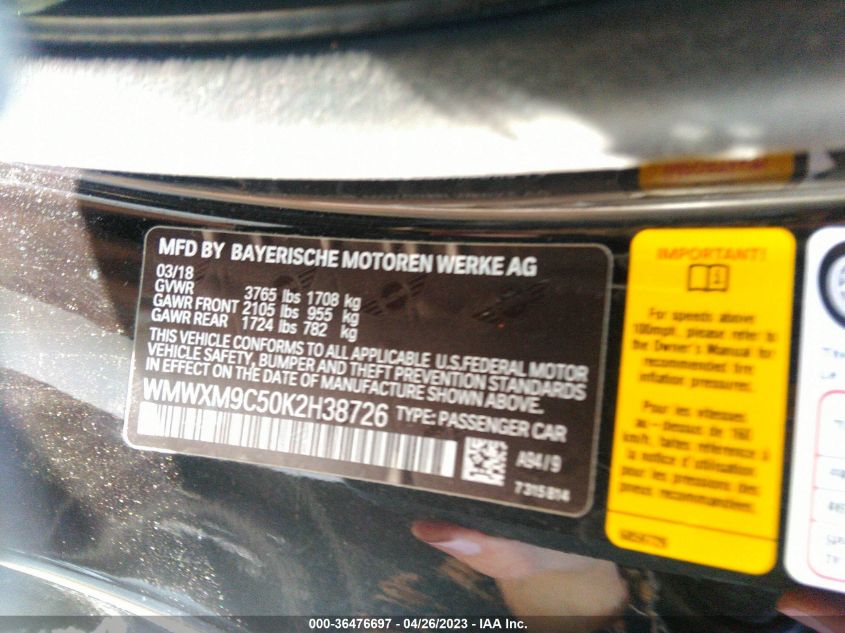 MFD BY BAYERISCHE MOTOREN WERKE AG
03/18
GVWR 3765 lbs 1708 kg
GAWR FRONT 2105 lbs 955 kg
GAWR REAR 1724 lbs 782 kg
THIS VEHICLE CONFORMS TO ALL APPLICABLE U.S.FEDERAL MOTOR
VEHICLE SAFETY, BUMPER AND THEFT PREVENTION STANDARDS
IN EFFECT ON THE DATE OF MANUFACTURE SHOWN ABOVE.
WMWXM9C50K2H38726 TYPE: PASSENGER CAR
A94/9
7 315 814
IMPORTANT!
For speeds above
100mph, please refer to
the Owner's Manual for
recommended cold
inflation pressures.
Pour les vitesses
au-dessus de 160
km/h, faites référence à
la notice d'utilisation
pour les pressions des
pneus recommandées.
000-36476697 - 04/26/2023 - IAA Inc.